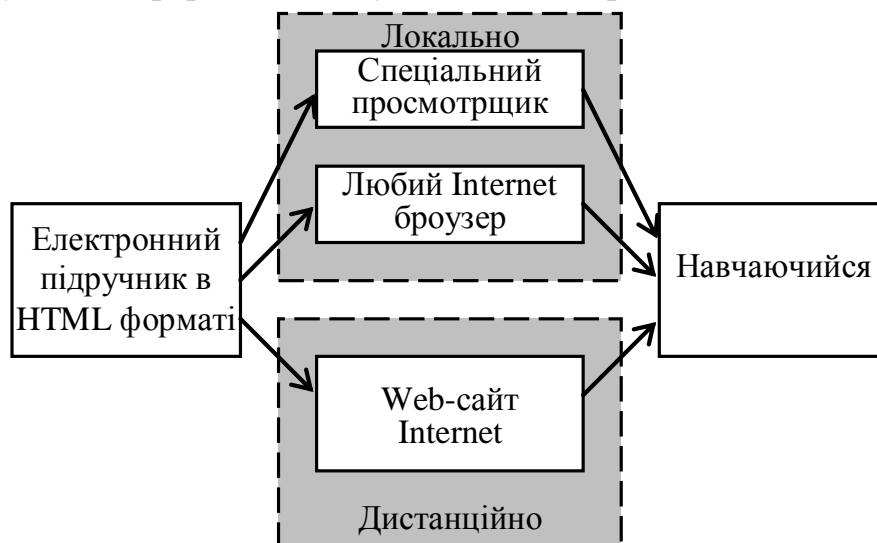 Локально
Спеціальний
просмотрщик
Любий Internet
броузер
Електронний
підручник в
HTML форматі
Навчаючийся
Web-сайт
Internet
Дистанційно